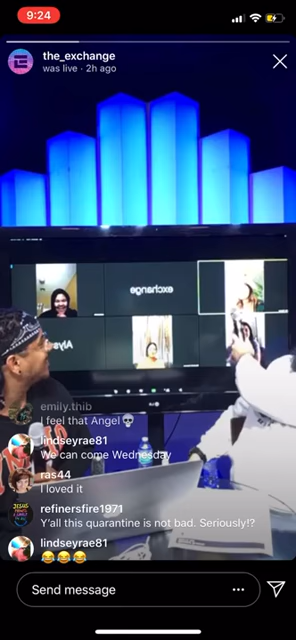 9:24
the_exchange
was live · 2h ago
exchange
emily.thib
I feel that Angel💀
lindseyrae81
We can come Wednesday
ras44
I loved it
refinersfire1971
Y'all this quarantine is not bad. Seriously!?
lindseyrae81
😂😂😂
Send message